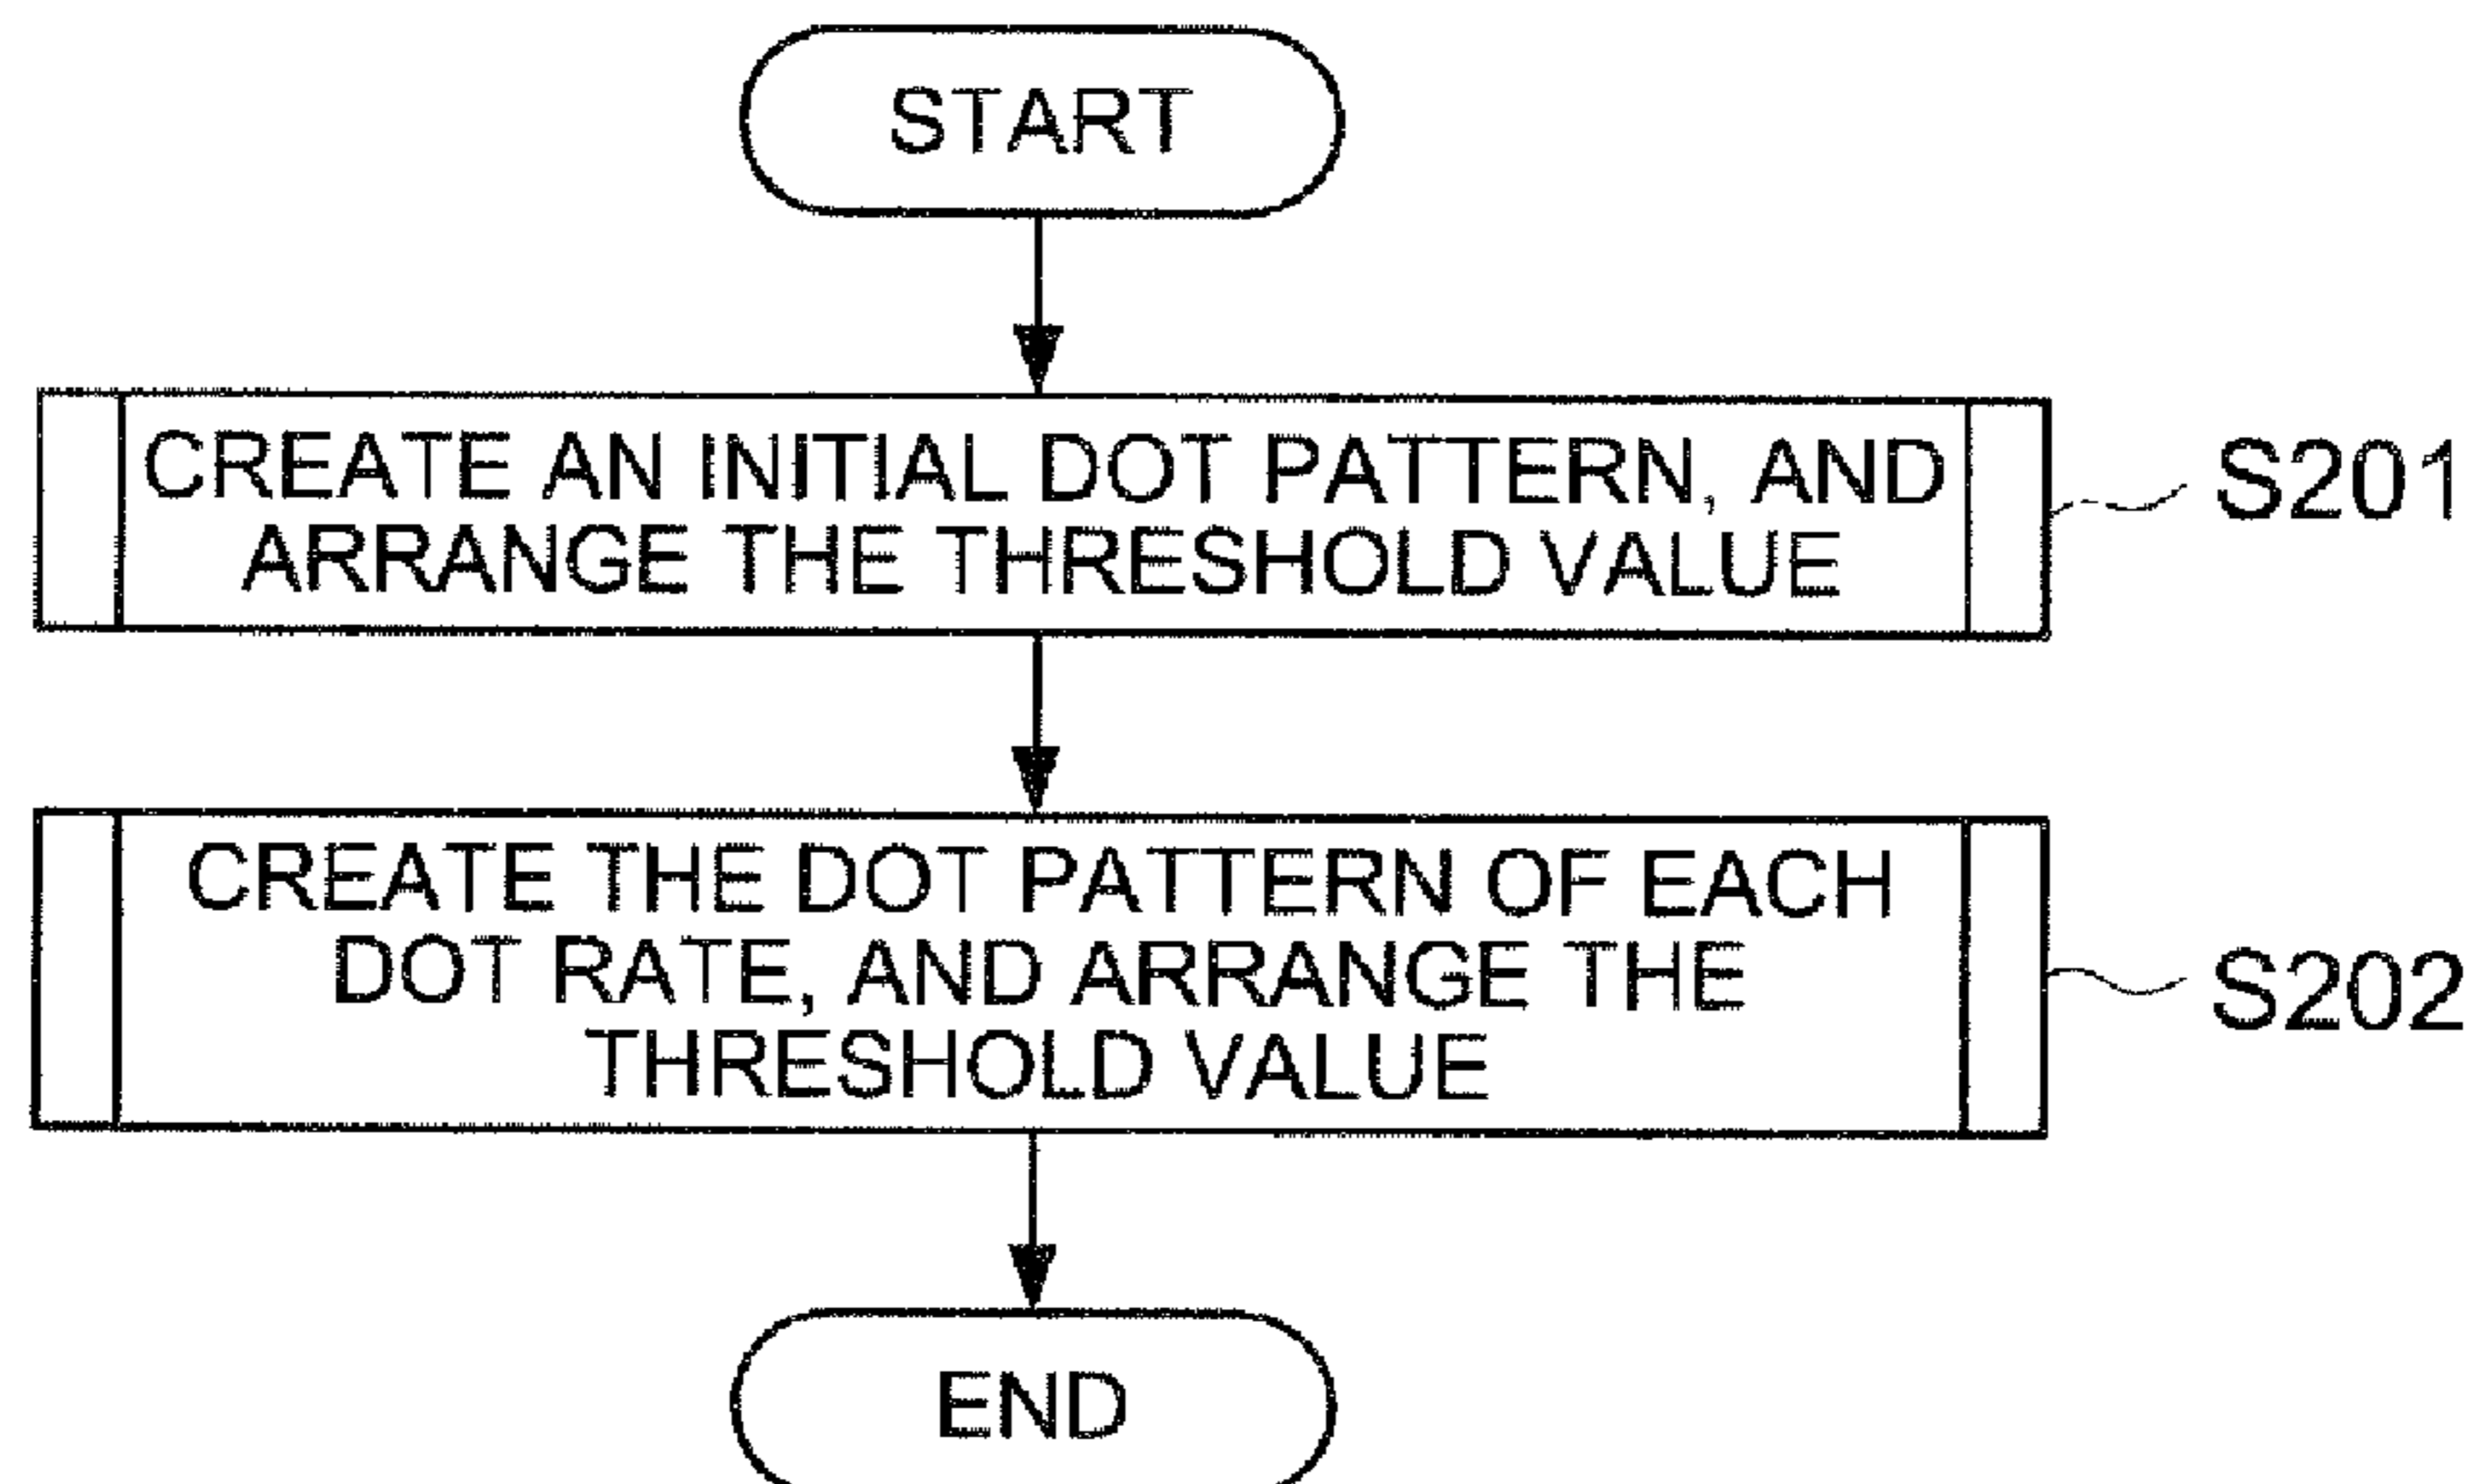 START
CREATE AN INITIAL DOT PATTERN, AND
ARRANGE THE THRESHOLD VALUE
S201
CREATE THE DOT PATTERN OF EACH
DOT RATE, AND ARRANGE THE
THRESHOLD VALUE
S202
END